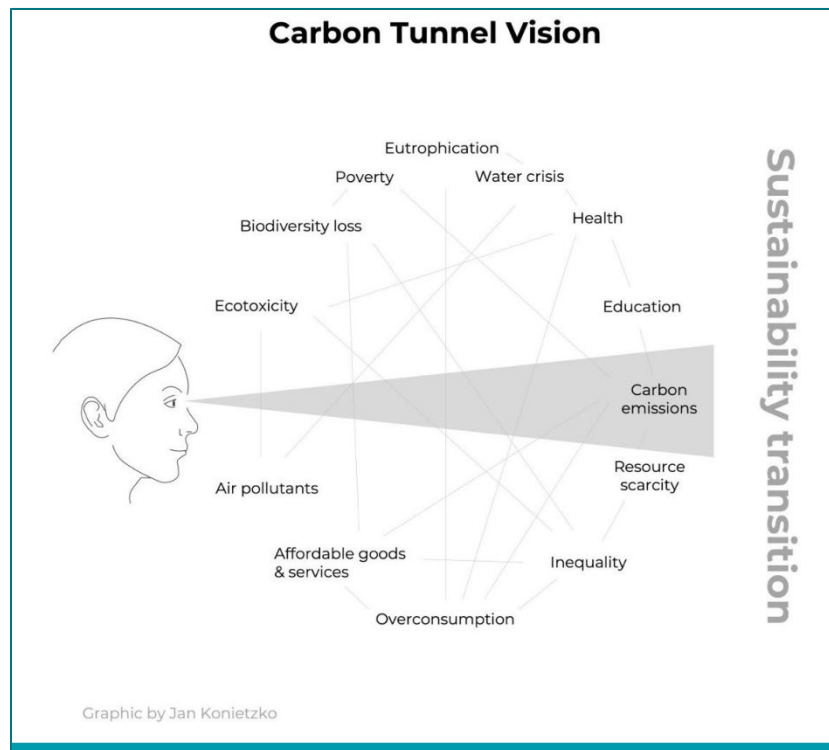 Carbon Tunnel Vision
Eutrophication
Poverty
Water crisis
Biodiversity loss
Health
Ecotoxicity
Education
Carbon
emissions
Air pollutants
Resource
scarcity
Affordable goods
& services
Inequality
Overconsumption
Sustainability transition
Graphic by Jan Konietzko